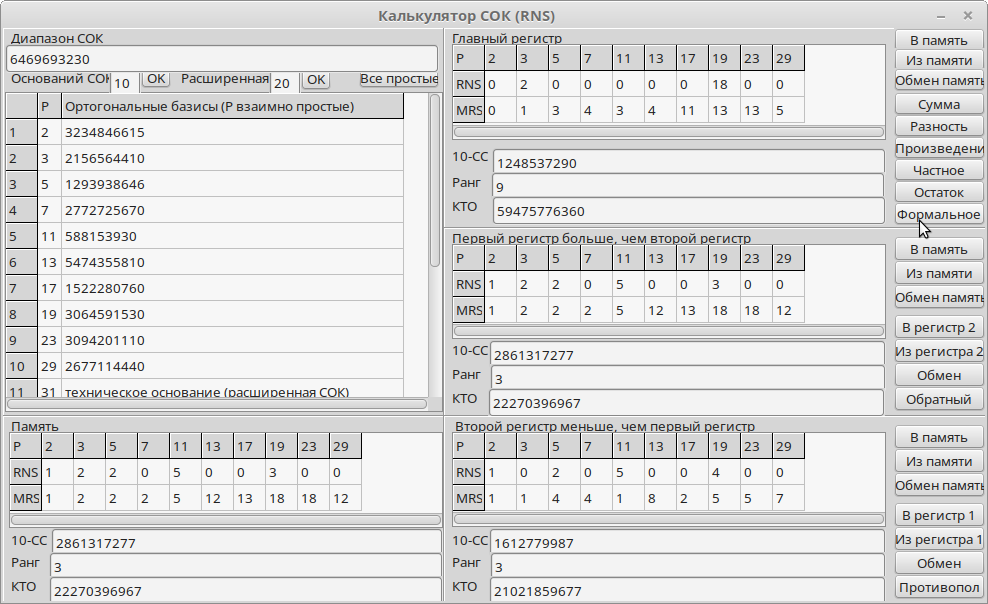 Калькулятор СОК (RNS)
Диапазон СОК
6469693230
Оснований СОК 10 OK Расширенная 20 OK Все простые
P Ортогональные базисы (P взаимно простые)
1 2 3234846615
2 3 2156564410
3 5 1293938646
4 7 2772725670
5 11 588153930
6 13 5474355810
7 17 1522280760
8 19 3064591530
9 23 3094201110
10 29 2677114440
11 31 техническое основание (расширенная СОК)
Память
P 2 3 5 7 11 13 17 19 23 29
RNS 1 2 2 0 5 0 0 3 0 0
MRS 1 2 2 2 5 12 13 18 18 12
10-СС 2861317277
Ранг 3
КТО 22270396967
Главный регистр
P 2 3 5 7 11 13 17 19 23 29
RNS 0 2 0 0 0 0 0 18 0 0
MRS 0 1 3 4 3 4 11 13 13 5
10-СС 1248537290
Ранг 9
КТО 59475776360
В память
Из памяти
Обмен память
Сумма
Разность
Произведени
Частное
Остаток
Формальное
Первый регистр больше, чем второй регистр
P 2 3 5 7 11 13 17 19 23 29
RNS 1 2 2 0 5 0 0 3 0 0
MRS 1 2 2 2 5 12 13 18 18 12
10-СС 2861317277
Ранг 3
КТО 22270396967
В память
Из памяти
Обмен память
В регистр 2
Из регистра 2
Обмен
Обратный
Второй регистр меньше, чем первый регистр
P 2 3 5 7 11 13 17 19 23 29
RNS 1 0 2 0 5 0 0 4 0 0
MRS 1 1 4 4 1 8 2 5 5 7
10-СС 1612779987
Ранг 3
КТО 21021859677
В память
Из памяти
Обмен память
В регистр 1
Из регистра 1
Обмен
Противопол